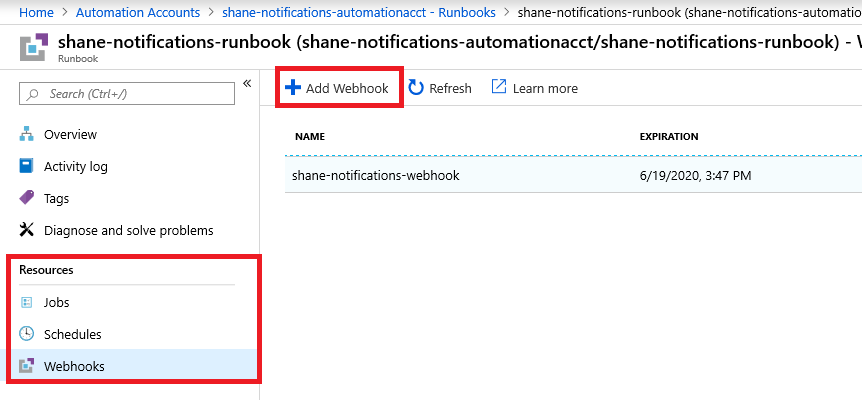 Home > Automation Accounts > shane-notifications-automationacct - Runbooks > shane-notifications-runbook (shane-notifications-automatio
shane-notifications-runbook (shane-notifications-automationacct/shane-notifications-runbook) -
Runbook
Search (Ctrl+/)
«
Add Webhook
Refresh
Learn more
Overview
Activity log
Tags
Diagnose and solve problems
Resources
Jobs
Schedules
Webhooks
NAME EXPIRATION
shane-notifications-webhook 6/19/2020, 3:47 PM